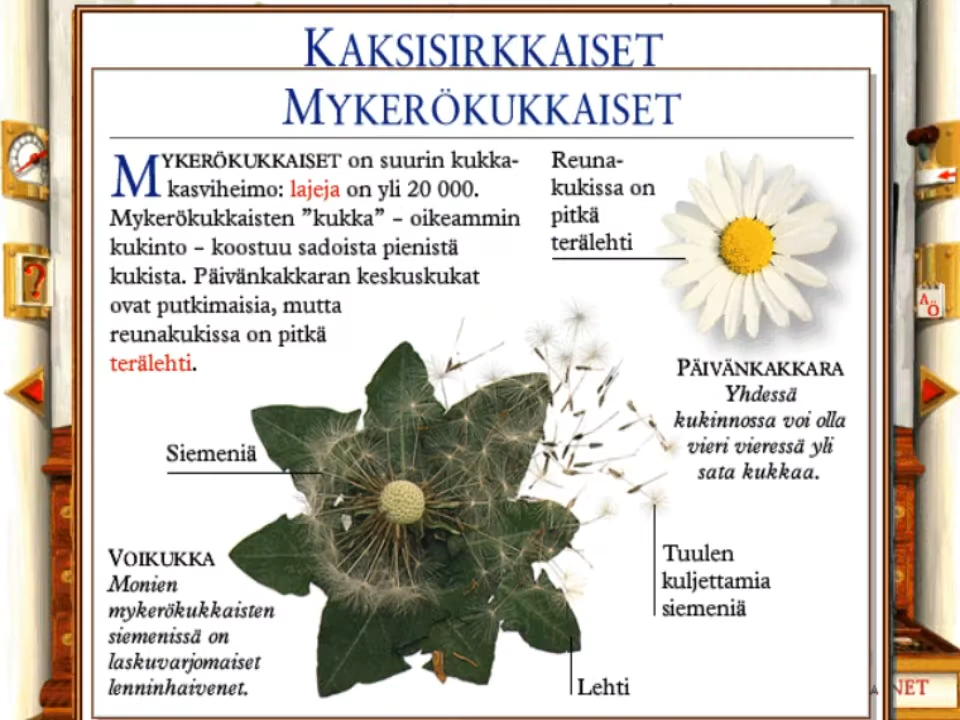 KAKSISIRKKAISET
MYKERÖKUKKAISET
MYKERÖKUKKAISET on suurin kukka-
kasviheimo: lajeja on yli 20 000.
Mykerökukkaisten ”kukka” – oikeammin
kukinto – koostuu sadoista pienistä
kukista. Päivänkakkaran keskuskukat
ovat putkimaisia, mutta
reunakukissa on pitkä
terälehti.
Reuna-
kukissa on
pitkä
terälehti
PÄIVÄNKAKKARA
Yhdessä
kukinnossa voi olla
vieri vieressä yli
sata kukkaa.
Siemeniä
VOIKUKKA
Monien
mykerökukkaisten
siemenissä on
laskuvarjomaiset
lenninhaivenet.
Tuulen
kuljettamia
siemeniä
Lehti
?
A
Ö
NET